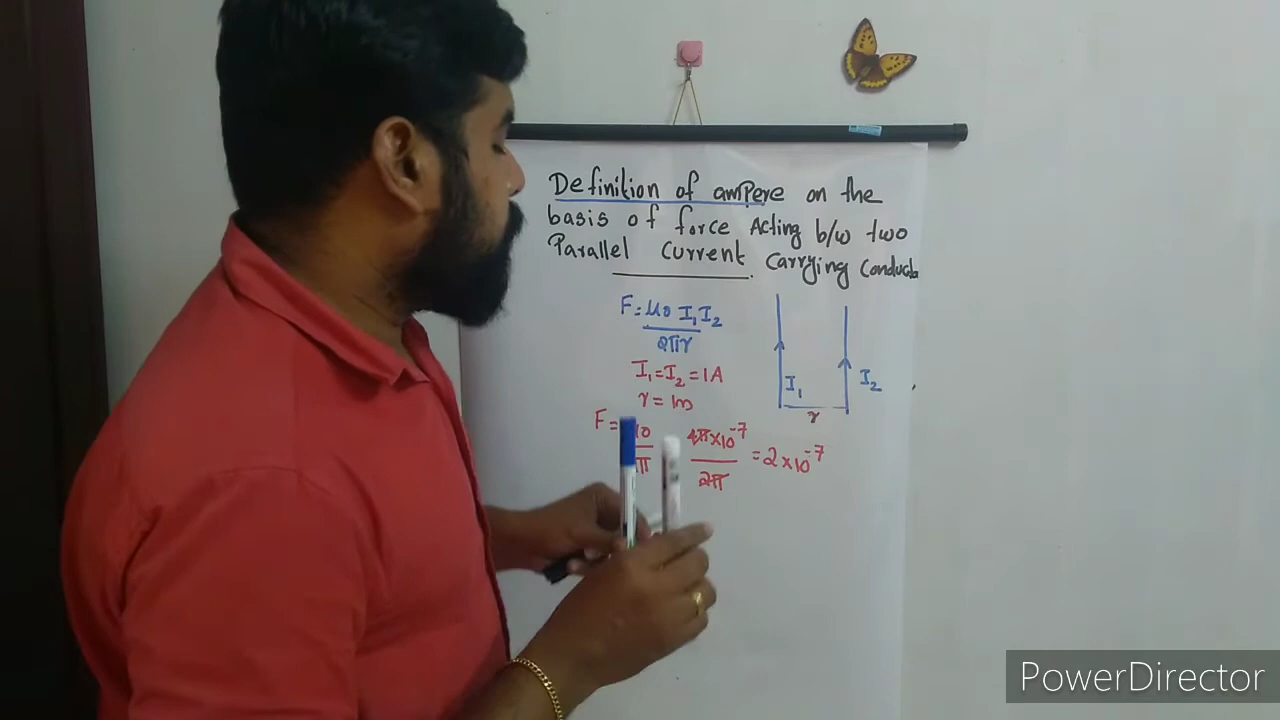 Definition of ampere on the
basis of force Acting b/w two
Parallel Current Carrying Conducto
F = μ0 I1 I2
2πr
I1 = I2 = 1A
r = 1m
I1
I2
r
F =
4π×10⁻⁷
2π
= 2×10⁻⁷
PowerDirector